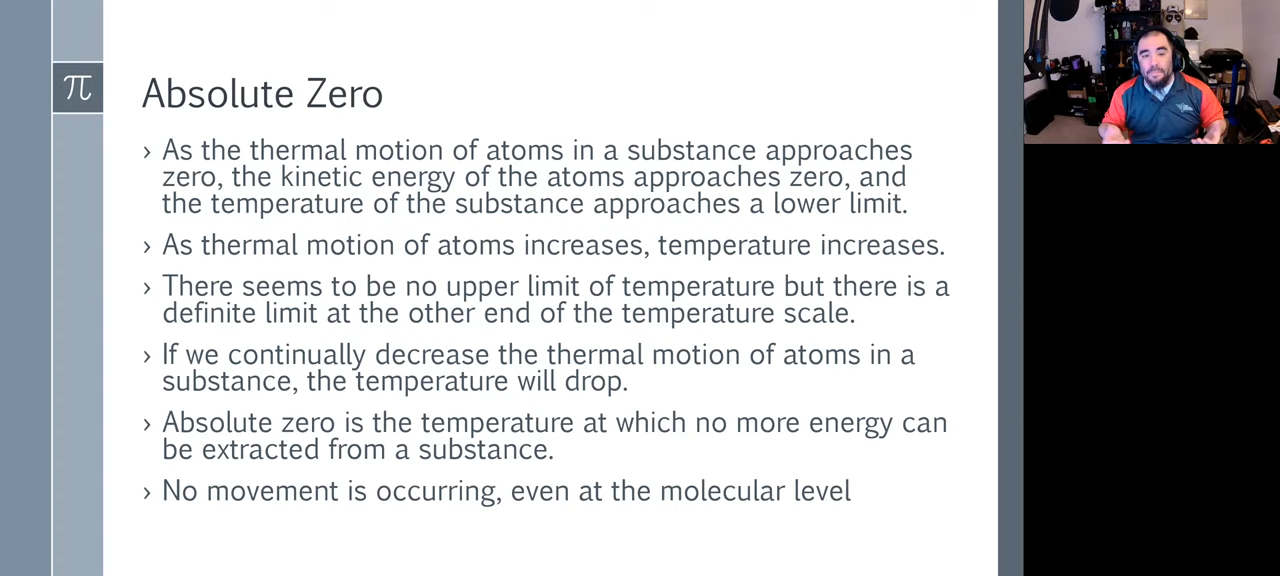 π
Absolute Zero
› As the thermal motion of atoms in a substance approaches
zero, the kinetic energy of the atoms approaches zero, and
the temperature of the substance approaches a lower limit.
› As thermal motion of atoms increases, temperature increases.
› There seems to be no upper limit of temperature but there is a
definite limit at the other end of the temperature scale.
› If we continually decrease the thermal motion of atoms in a
substance, the temperature will drop.
› Absolute zero is the temperature at which no more energy can
be extracted from a substance.
› No movement is occurring, even at the molecular level